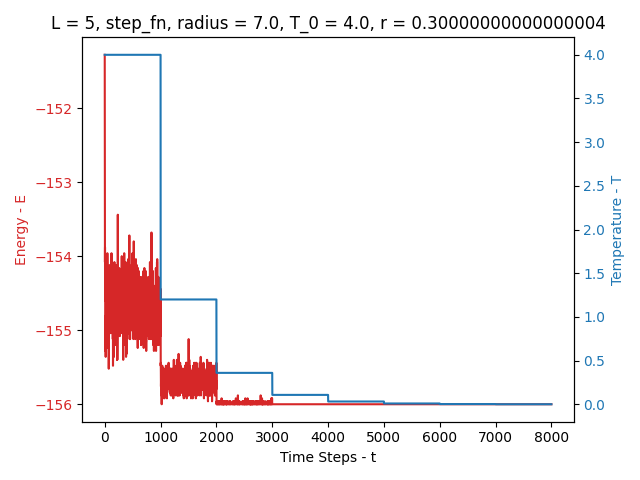 L = 5, step_fn, radius = 7.0, T_0 = 4.0, r = 0.30000000000000004
−152
−153
−154
−155
−156
Energy - E
4.0
3.5
3.0
2.5
2.0
1.5
1.0
0.5
0.0
Temperature - T
0 1000 2000 3000 4000 5000 6000 7000 8000
Time Steps - t